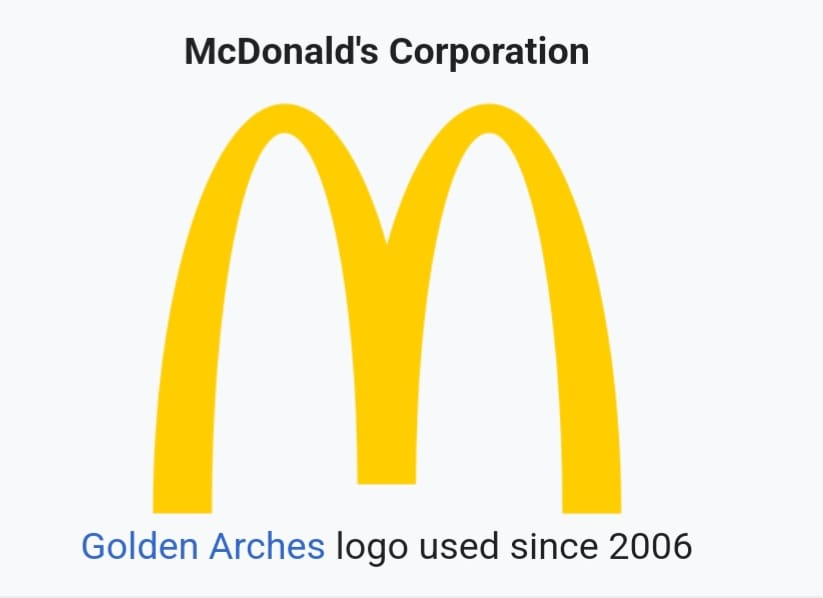 McDonald's Corporation
Golden Arches logo used since 2006